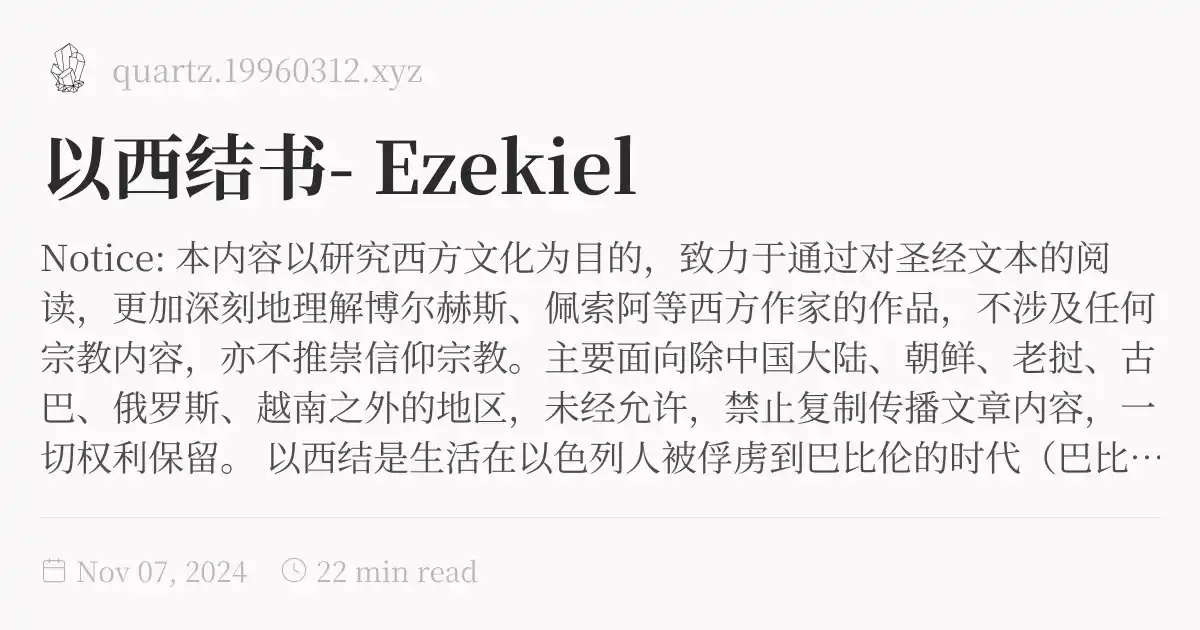 quartz.19960312.xyz
以西结书- Ezekiel
Notice: 本内容以研究西方文化为目的，致力于通过对圣经文本的阅
读，更加深刻地理解博尔赫斯、佩索阿等西方作家的作品，不涉及任何
宗教内容，亦不推崇信仰宗教。主要面向除中国大陆、朝鲜、老挝、古
巴、俄罗斯、越南之外的地区，未经允许，禁止复制传播文章内容，一
切权利保留。 以西结是生活在以色列人被俘虏到巴比伦的时代（巴比…
Nov 07, 2024 22 min read